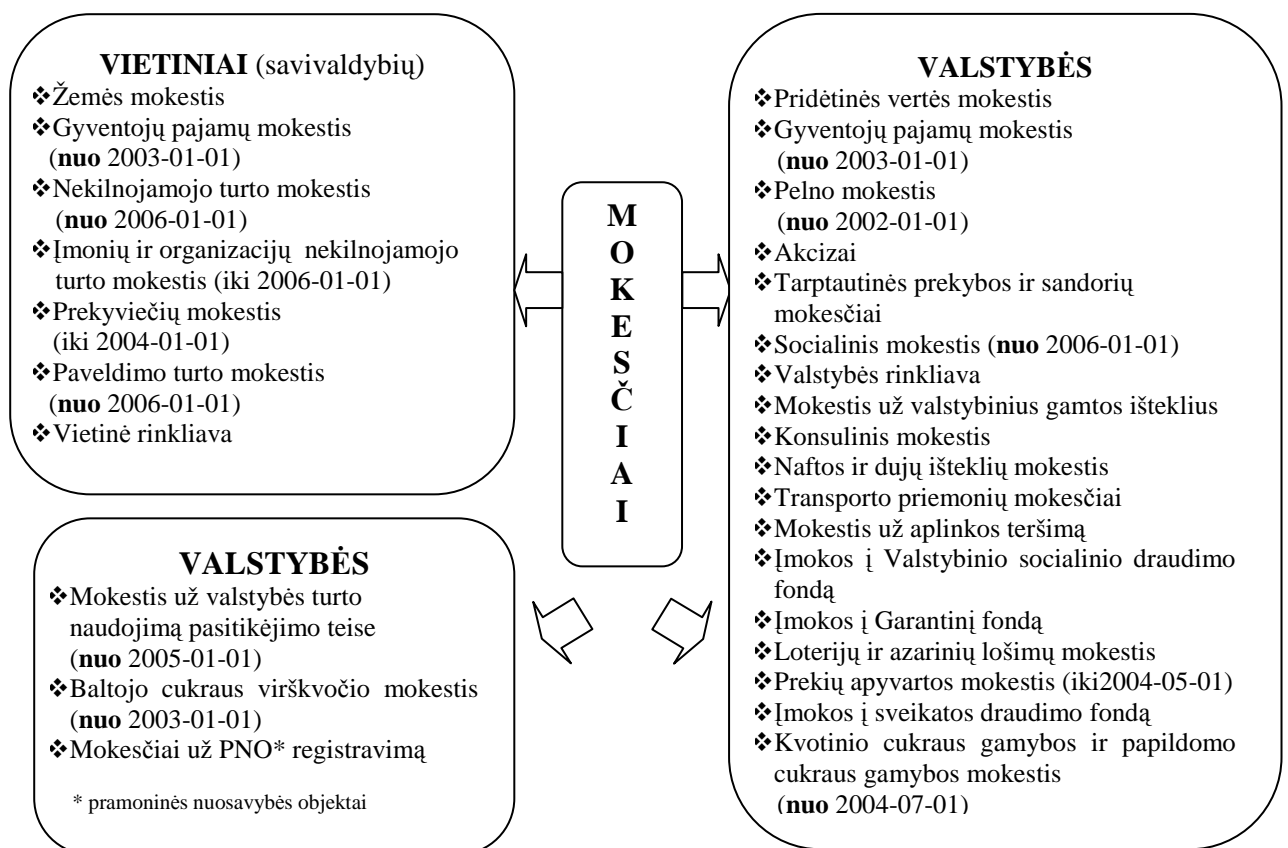 VIETINIAI (savivaldybių)
❖Žemės mokestis
❖Gyventojų pajamų mokestis
(nuo 2003-01-01)
❖Nekilnojamojo turto mokestis
(nuo 2006-01-01)
❖Įmonių ir organizacijų nekilnojamojo
turto mokestis (iki 2006-01-01)
❖Prekyviečių mokestis
(iki 2004-01-01)
❖Paveldimo turto mokestis
(nuo 2006-01-01)
❖Vietinė rinkliava
VALSTYBĖS
❖Mokestis už valstybės turto
naudojimą pasitikėjimo teise
(nuo 2005-01-01)
❖Baltojo cukraus virškvočio mokestis
(nuo 2003-01-01)
❖Mokesčiai už PNO* registravimą
* pramoninės nuosavybės objektai
M
O
K
E
S
Č
I
A
I
VALSTYBĖS
❖Pridėtinės vertės mokestis
❖Gyventojų pajamų mokestis
(nuo 2003-01-01)
❖Pelno mokestis
(nuo 2002-01-01)
❖Akcizai
❖Tarptautinės prekybos ir sandorių
mokesčiai
❖Socialinis mokestis (nuo 2006-01-01)
❖Valstybės rinkliava
❖Mokestis už valstybinius gamtos išteklius
❖Konsulinis mokestis
❖Naftos ir dujų išteklių mokestis
❖Transporto priemonių mokesčiai
❖Mokestis už aplinkos teršimą
❖Įmokos į Valstybinio socialinio draudimo
fondą
❖Įmokos į Garantinį fondą
❖Loterijų ir azarinių lošimų mokestis
❖Prekių apyvartos mokestis (iki2004-05-01)
❖Įmokos į sveikatos draudimo fondą
❖Kvotinio cukraus gamybos ir papildomo
cukraus gamybos mokestis
(nuo 2004-07-01)